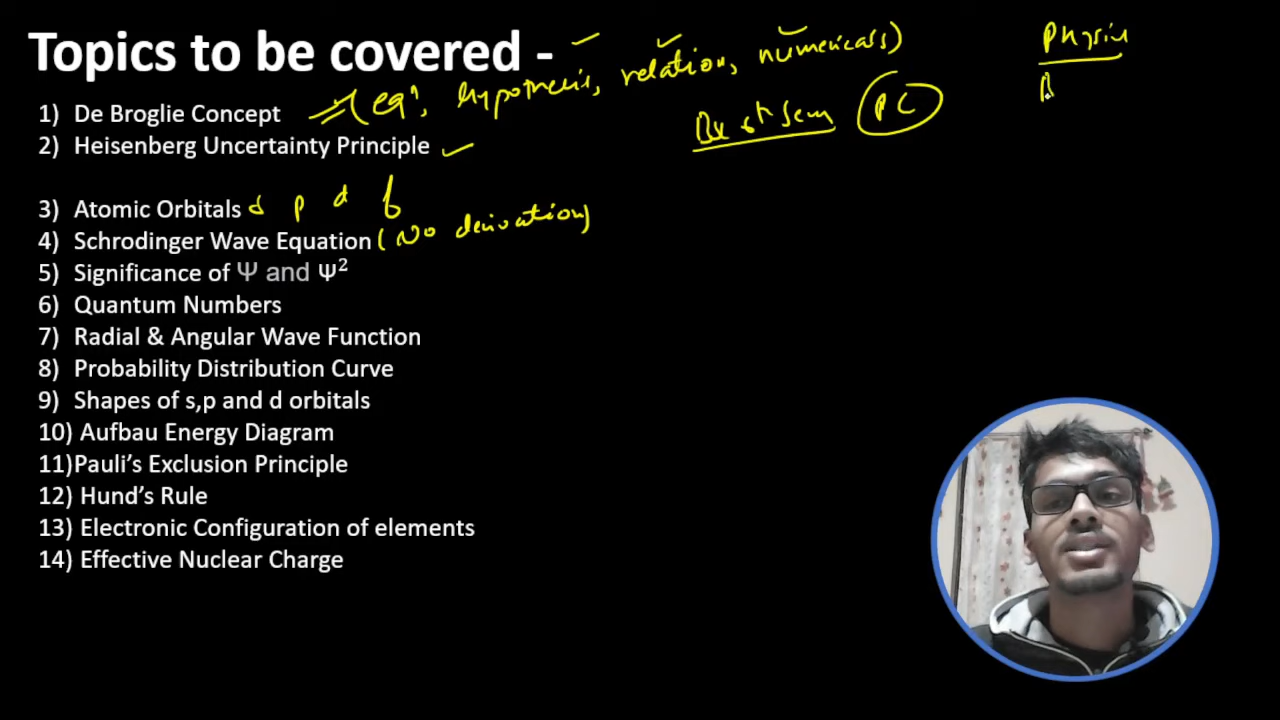 Topics to be covered -
(eqn, hypothesis, relation, numericals)
1) De Broglie Concept
2) Heisenberg Uncertainty Principle
3) Atomic Orbitals s p d f
4) Schrodinger Wave Equation (No derivation)
5) Significance of Ψ and Ψ²
6) Quantum Numbers
7) Radial & Angular Wave Function
8) Probability Distribution Curve
9) Shapes of s,p and d orbitals
10) Aufbau Energy Diagram
11)Pauli’s Exclusion Principle
12) Hund’s Rule
13) Electronic Configuration of elements
14) Effective Nuclear Charge
sem PC